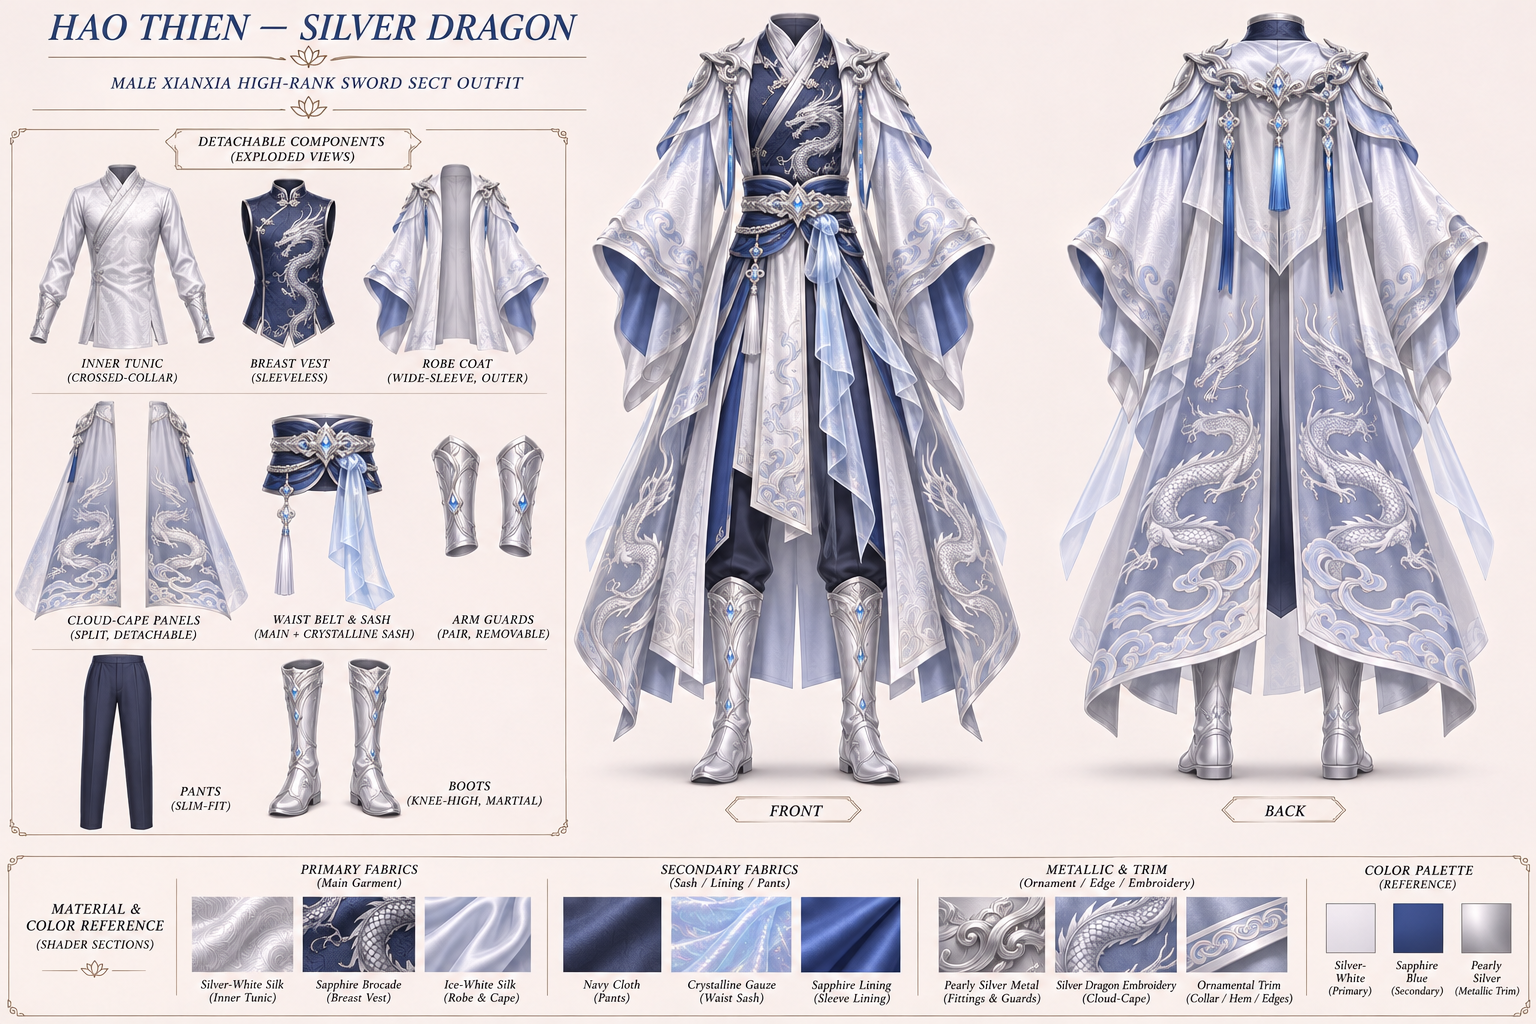 HAO THIEN — SILVER DRAGON
MALE XIANXIA HIGH-RANK SWORD SECT OUTFIT
DETACHABLE COMPONENTS
(EXPLODED VIEWS)
INNER TUNIC
(CROSSED-COLLAR)
BREAST VEST
(SLEEVELESS)
ROBE COAT
(WIDE-SLEEVE, OUTER)
CLOUD-CAPE PANELS
(SPLIT, DETACHABLE)
WAIST BELT & SASH
(MAIN + CRYSTALLINE SASH)
ARM GUARDS
(PAIR, REMOVABLE)
PANTS
(SLIM-FIT)
BOOTS
(KNEE-HIGH, MARTIAL)
FRONT
BACK
MATERIAL &
COLOR REFERENCE
(SHADER SECTIONS)
PRIMARY FABRICS
(Main Garment)
Silver-White Silk
(Inner Tunic)
Sapphire Brocade
(Breast Vest)
Ice-White Silk
(Robe & Cape)
SECONDARY FABRICS
(Sash / Lining / Pants)
Navy Cloth
(Pants)
Crystalline Gauze
(Waist Sash)
Sapphire Lining
(Sleeve Lining)
METALLIC & TRIM
(Ornament / Edge / Embroidery)
Pearly Silver Metal
(Fittings & Guards)
Silver Dragon Embroidery
(Cloud-Cape)
Ornamental Trim
(Collar / Hem / Edges)
COLOR PALETTE
(REFERENCE)
Silver-
White
(Primary)
Sapphire
Blue
(Secondary)
Pearly
Silver
(Metallic Trim)